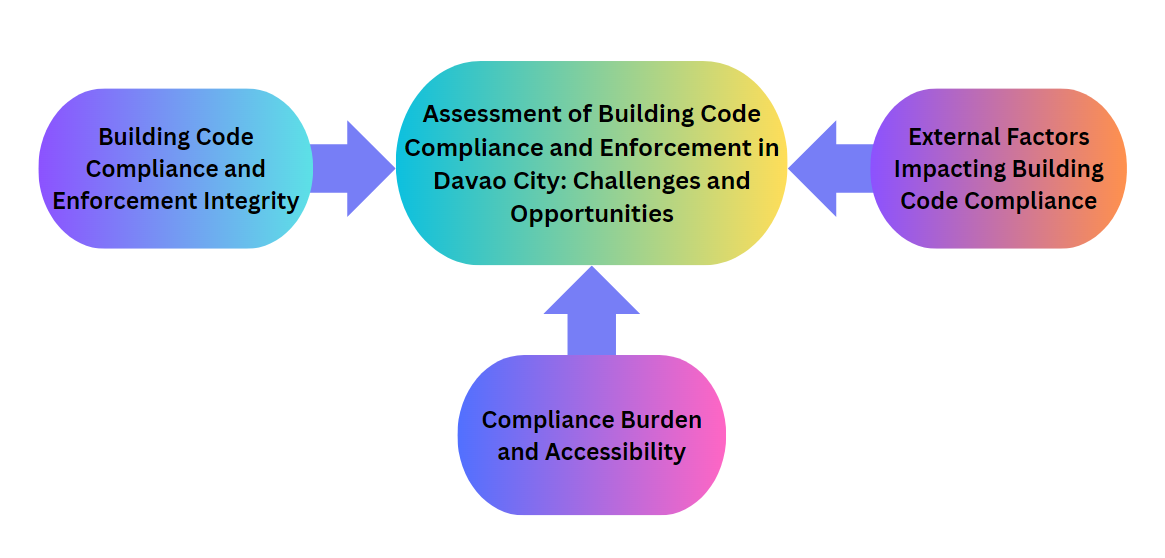 Building Code
Compliance and
Enforcement Integrity
Assessment of Building Code
Compliance and Enforcement in
Davao City: Challenges and
Opportunities
External Factors
Impacting Building
Code Compliance
Compliance Burden
and Accessibility